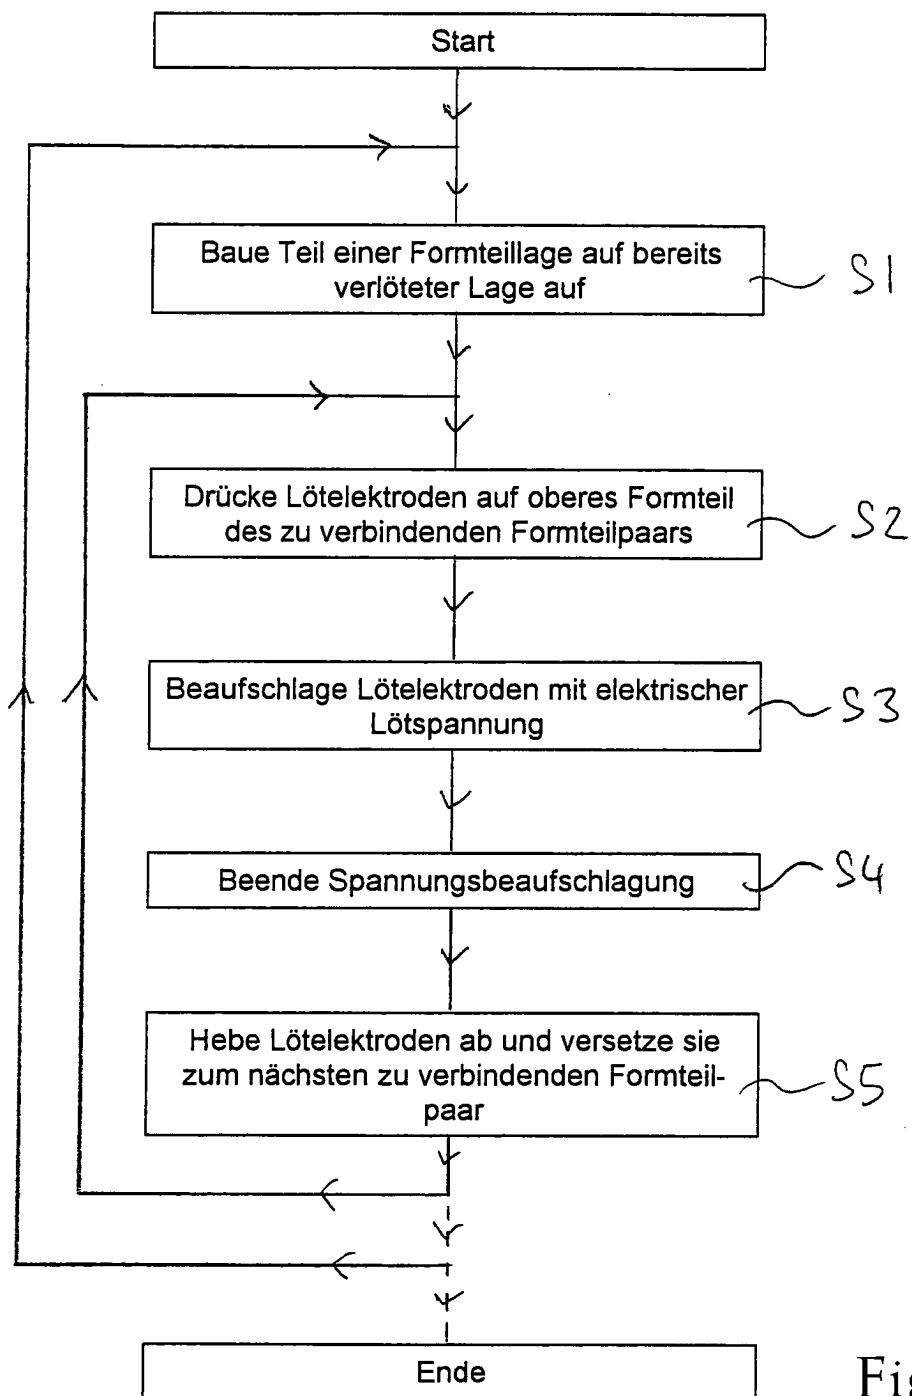 Start
Baue Teil einer Formteillage auf bereits
verlöteter Lage auf
S1
Drücke Lötelektroden auf oberes Formteil
des zu verbindenden Formteilpaars
S2
Beaufschlage Lötelektroden mit elektrischer
Lötspannung
S3
Beende Spannungsbeaufschlagung
S4
Hebe Lötelektroden ab und versetze sie
zum nächsten zu verbindenden Formteil-
paar
S5
Ende
Fig